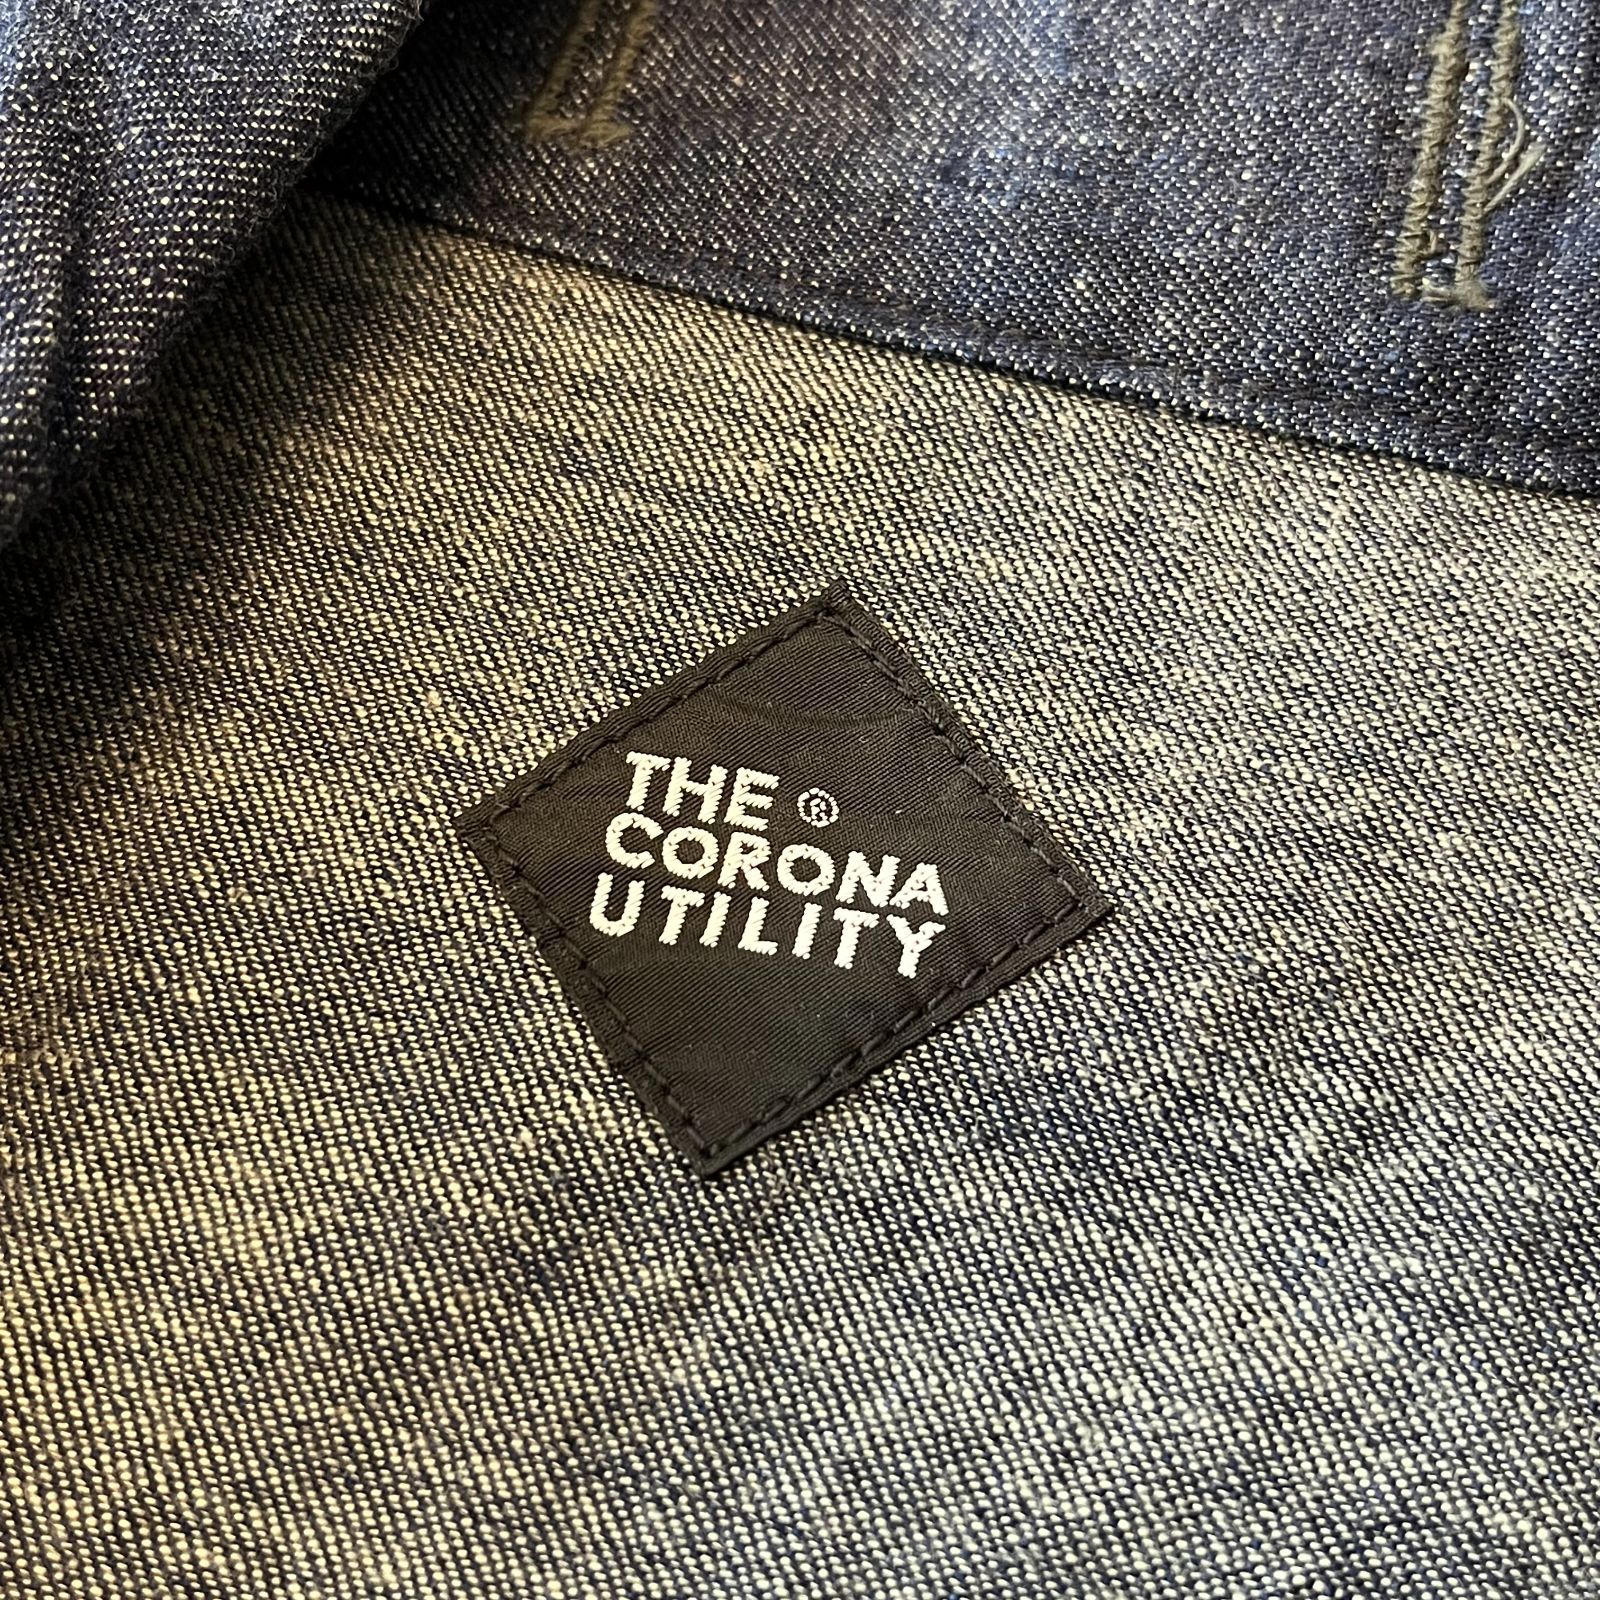 THE ®
CORONA
UTILITY